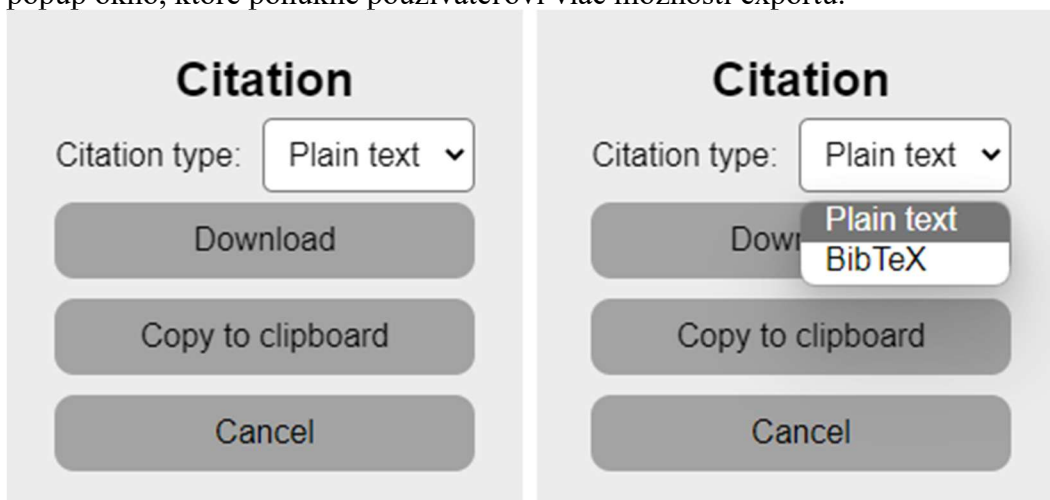 popup okno, ktoré ponúkne používateľovi viac možností exportu.
Citation
Citation type: Plain text
Download
Copy to clipboard
Cancel
Citation
Citation type: Plain text
Plain text
BibTeX
Copy to clipboard
Cancel